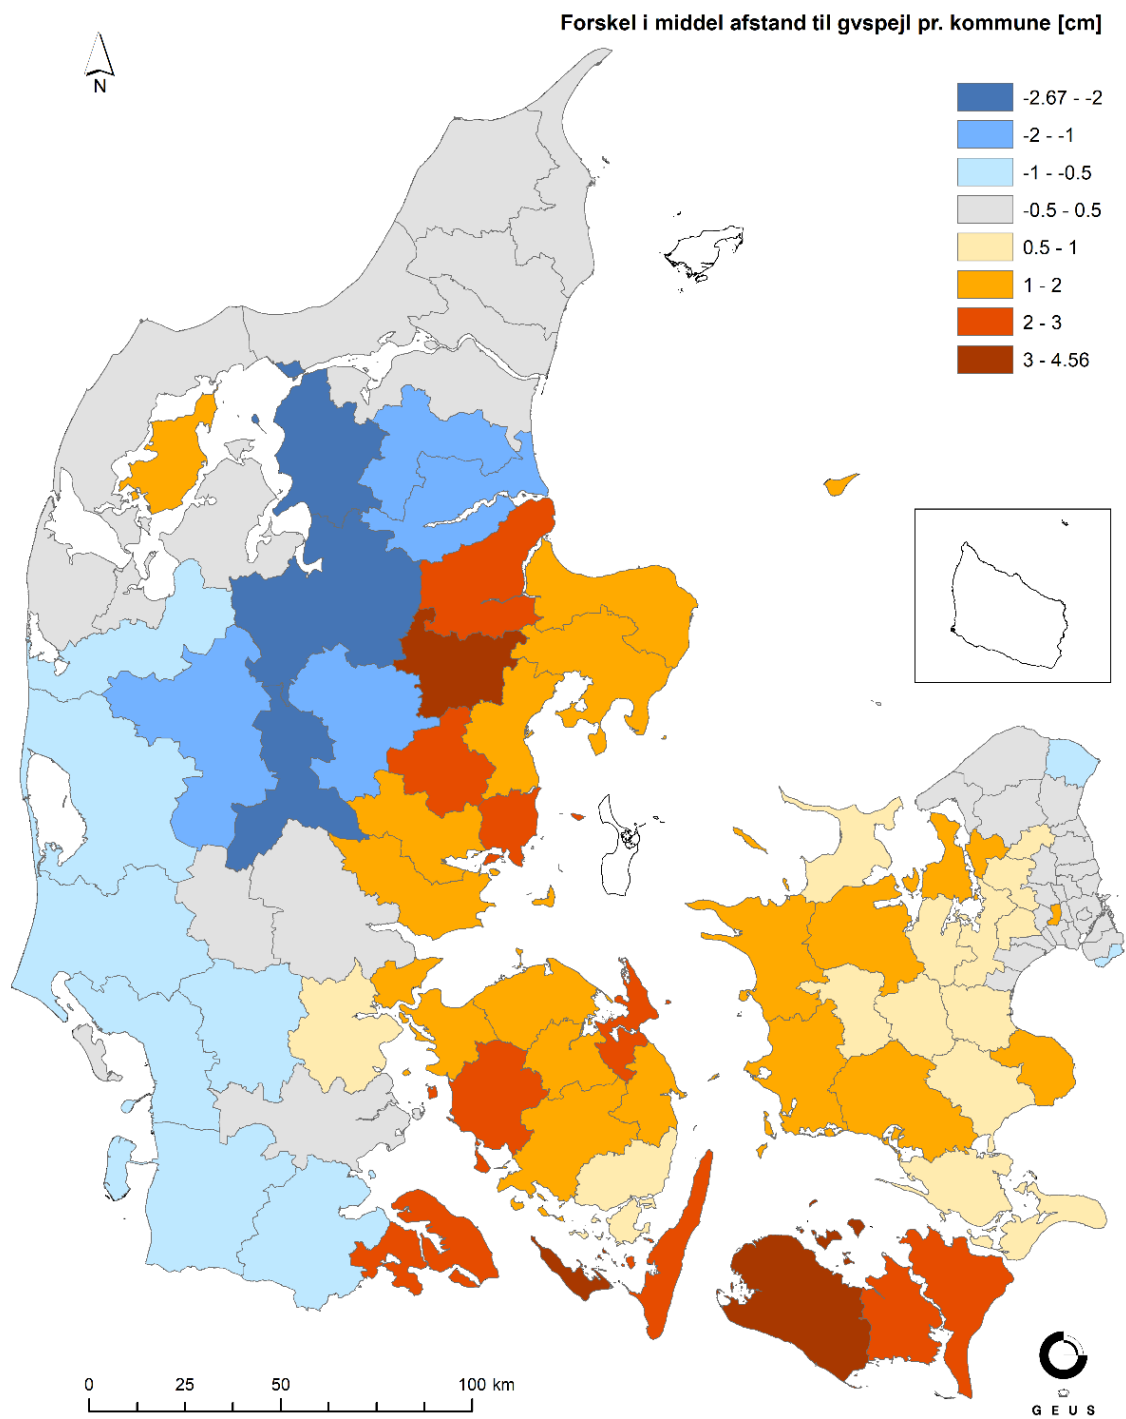 Forskel i middel afstand til gvspejl pr. kommune [cm]
N
-2.67 - -2
-2 - -1
-1 - -0.5
-0.5 - 0.5
0.5 - 1
1 - 2
2 - 3
3 - 4.56
0 25 50 100 km
G E U S